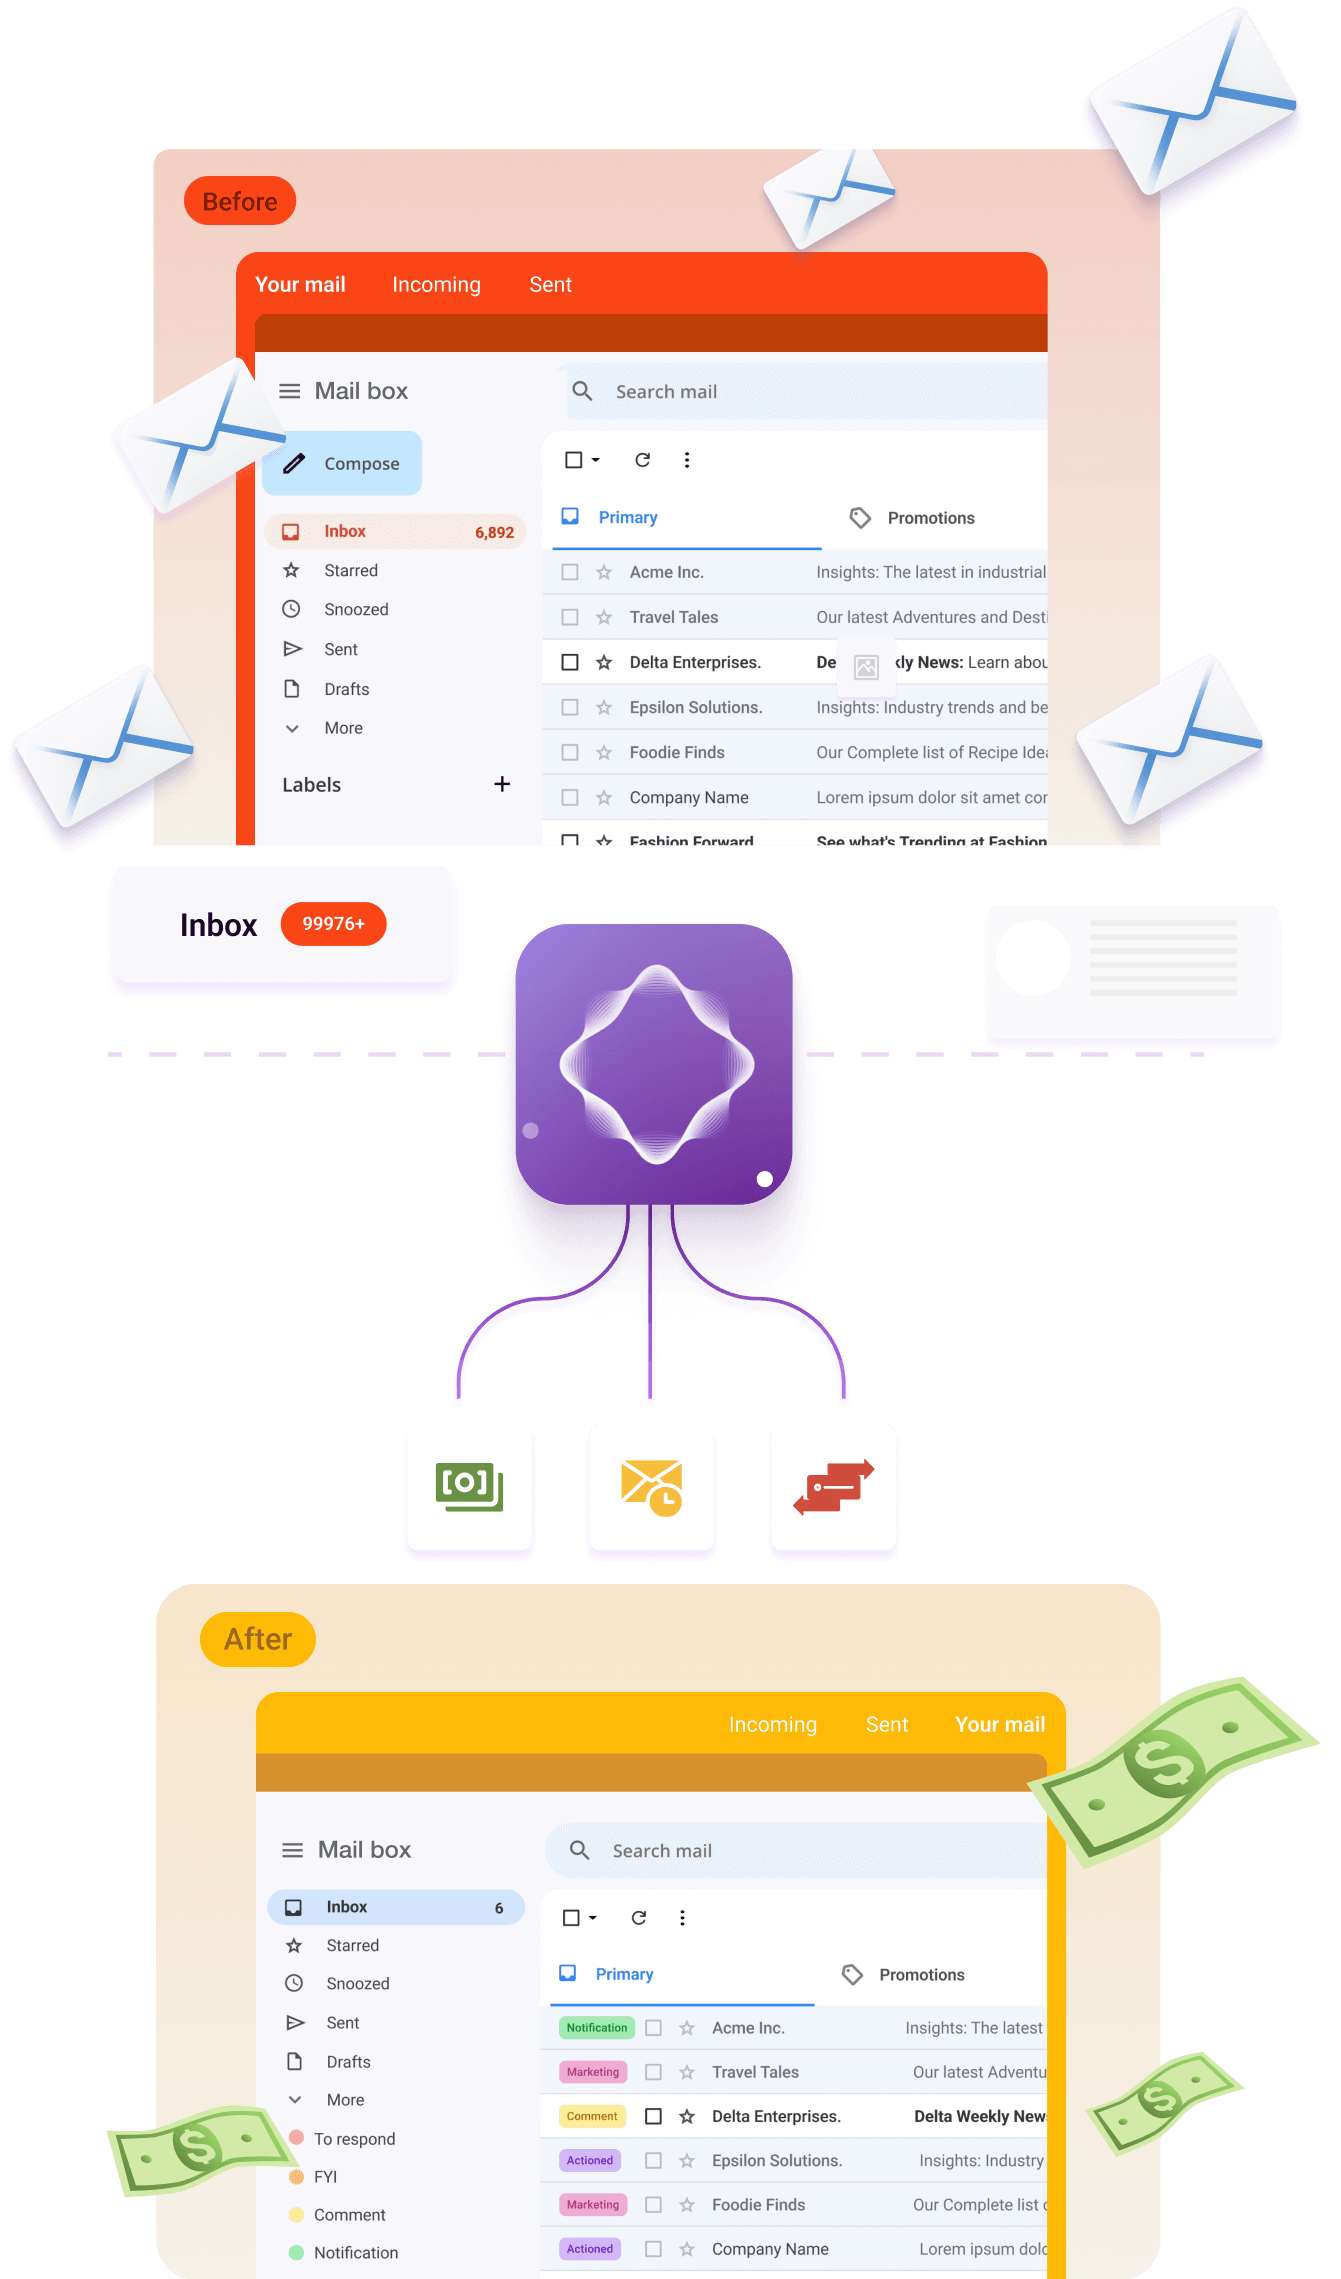 Before
Your mail Incoming Sent
Mail box
Search mail
Compose
Primary Promotions
Inbox 6,892
Starred
Snoozed
Sent
Drafts
More
Labels +
Acme Inc. Insights: The latest in industrial
Travel Tales Our latest Adventures and Desti
Delta Enterprises. De kly News: Learn abou
Epsilon Solutions. Insights: Industry trends and be
Foodie Finds Our Complete list of Recipe Idea
Company Name Lorem ipsum dolor sit amet cor
Fashion Forward See what's Trending at Fashion
Inbox 99976+
After
Incoming Sent Your mail
Mail box
Search mail
Inbox 6
Starred
Snoozed
Sent
Drafts
More
To respond
FYI
Comment
Notification
Primary Promotions
Notification Acme Inc. Insights: The latest
Marketing Travel Tales Our latest Adventu
Comment Delta Enterprises. Delta Weekly New
Actioned Epsilon Solutions. Insights: Industry
Marketing Foodie Finds Our Complete list
Actioned Company Name Lorem ipsum dolo